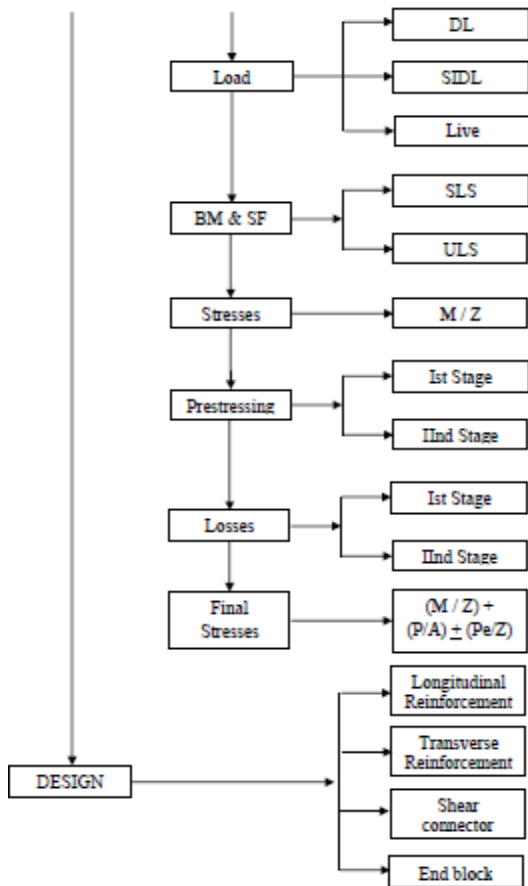 DL
Load
SIDL
Live
SLS
BM & SF
ULS
Stresses
M / Z
Ist Stage
Prestressing
IInd Stage
Ist Stage
Losses
IInd Stage
Final
Stresses
(M / Z) +
(P/A) ± (Pe/Z)
Longitudinal
Reinforcement
Transverse
Reinforcement
DESIGN
Shear
connector
End block